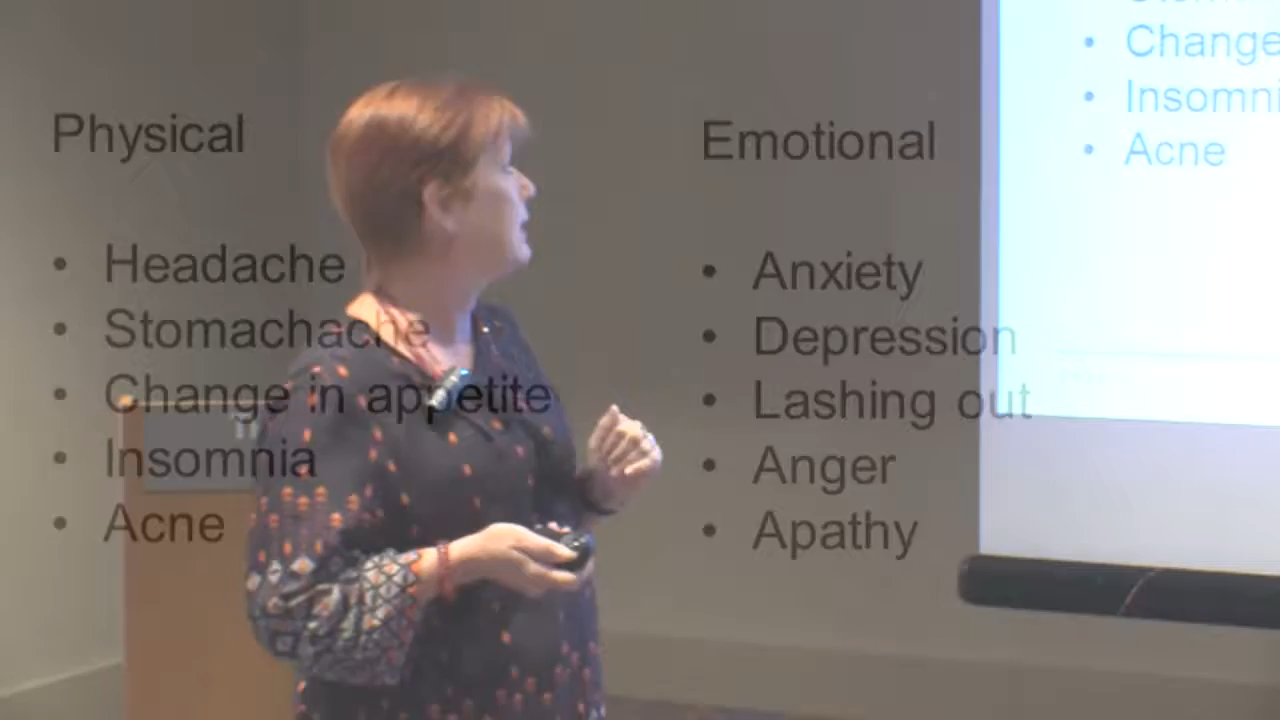 Physical
Headache
Stomachache
Change in appetite
Insomnia
Acne
Emotional
Anxiety
Depression
Lashing out
Anger
Apathy
Change
Insomni
Acne